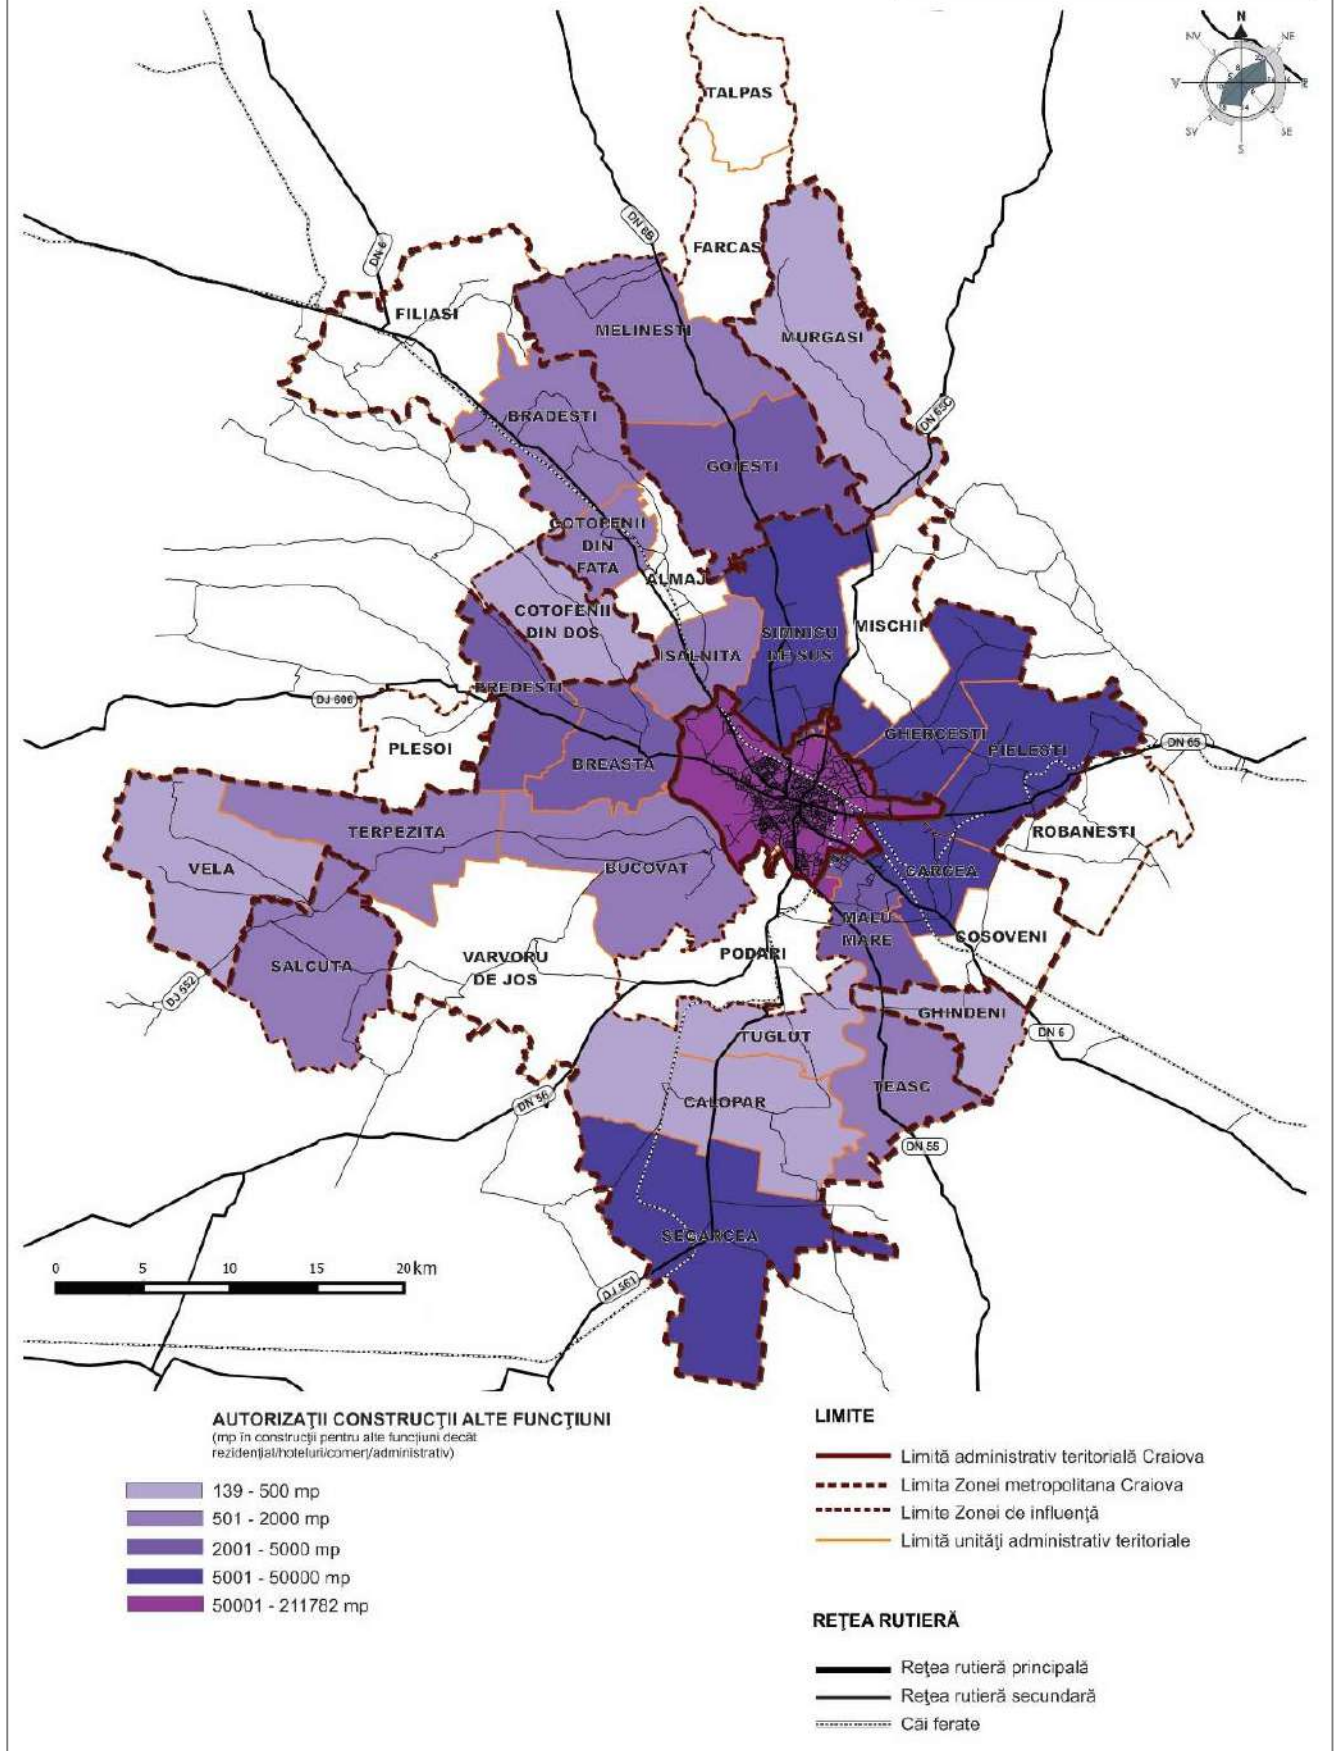 N
NV
NE
V
E
SV
SE
S
TALPAS
DN 6B
DN 6
FARCAS
FILIASI
MELINESTI
MURGASI
BRADESTI
DN 65C
GOIESTI
COTOFENII
DIN
FATA
ALMAJ
COTOFENII
DIN DOS
SIMNICU
DE SUS
MISCHII
ISALNITA
PREDESTI
DJ 606
PLESOI
GHERCESTI
PIELESTI
DN 65
BREASTA
TERPEZITA
ROBANESTI
VELA
BUCOVAT
CARCEA
MALU
MARE
COSOVENI
SALCUTA
VARVORU
DE JOS
PODARI
DJ 552
GHINDENI
TUGLUT
DN 6
TEASC
CALOPAR
DN 56
DN 55
SEGARCEA
0 5 10 15 20 km
DJ 561
AUTORIZAŢII CONSTRUCŢII ALTE FUNCŢIUNI
(mp în construcţii pentru alte funcţiuni decât
rezidenţial/hoteluri/comerţ/administrativ)
139 - 500 mp
501 - 2000 mp
2001 - 5000 mp
5001 - 50000 mp
50001 - 211782 mp
LIMITE
Limită administrativ teritorială Craiova
Limita Zonei metropolitana Craiova
Limite Zonei de influenţă
Limită unităţi administrativ teritoriale
REŢEA RUTIERĂ
Reţea rutieră principală
Reţea rutieră secundară
Căi ferate